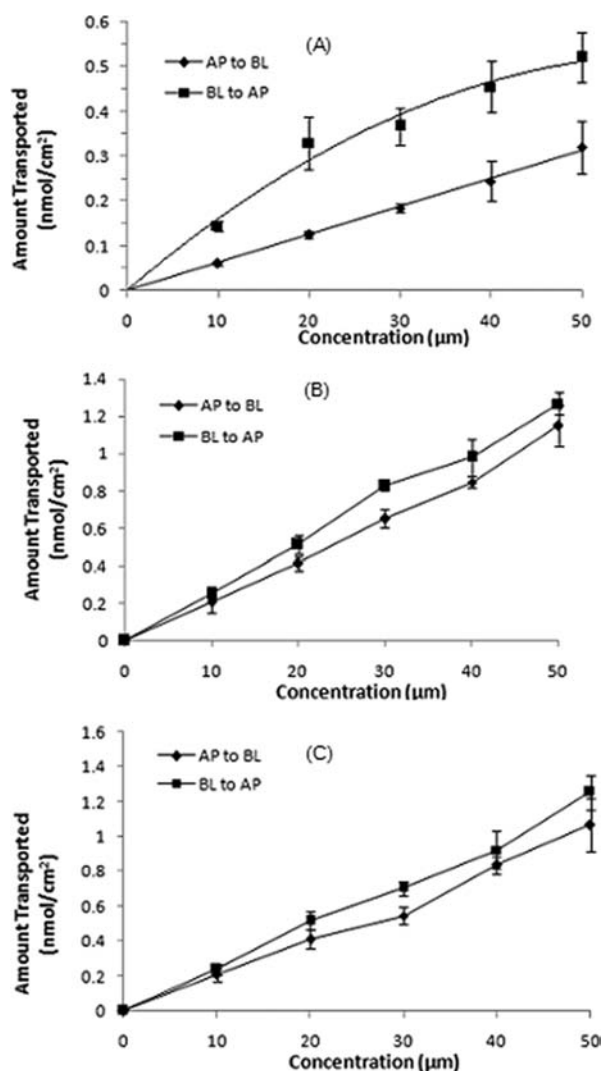 (A)
AP to BL
BL to AP
Amount Transported
(nmol/cm²)
0.6
0.5
0.4
0.3
0.2
0.1
0
0 10 20 30 40 50
Concentration (µm)
(B)
AP to BL
BL to AP
Amount Transported
(nmol/cm²)
1.4
1.2
1
0.8
0.6
0.4
0.2
0
0 10 20 30 40 50
Concentration (µm)
(C)
AP to BL
BL to AP
Amount Transported
(nmol/cm²)
1.6
1.4
1.2
1
0.8
0.6
0.4
0.2
0
0 10 20 30 40 50
Concentration (µm)